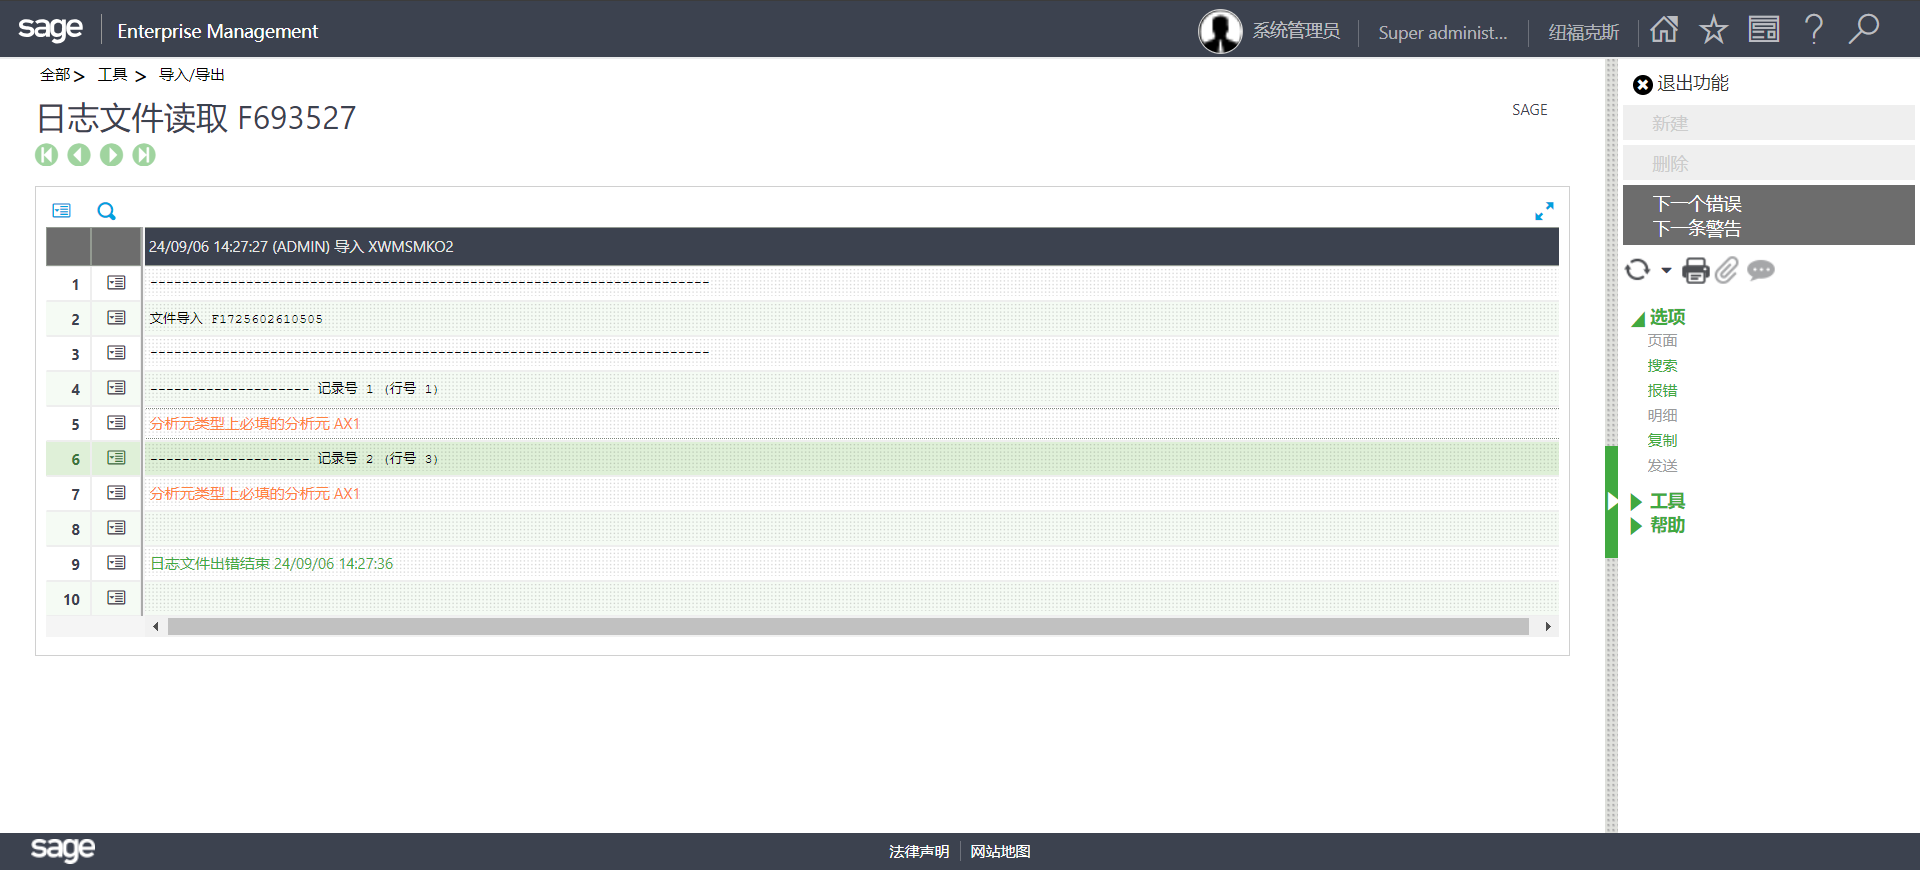 sage
Enterprise Management
系统管理员
Super administ...
纽福克斯
全部 > 工具 > 导入/导出
日志文件读取 F693527
SAGE
24/09/06 14:27:27 (ADMIN) 导入 XWMSMKO2
1 ----------------------------------------------------------------------
2 文件导入 F1725602610505
3 ----------------------------------------------------------------------
4 -------------------- 记录号 1 (行号 1)
5 分析元类型上必填的分析元 AX1
6 -------------------- 记录号 2 (行号 3)
7 分析元类型上必填的分析元 AX1
8
9 日志文件出错结束 24/09/06 14:27:36
10
退出功能
新建
删除
下一个错误
下一条警告
选项
页面
搜索
报错
明细
复制
发送
工具
帮助
sage
法律声明 | 网站地图